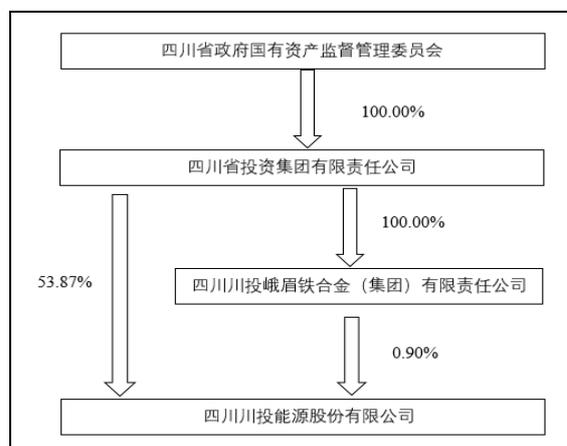 四川省政府国有资产监督管理委员会
100.00%
四川省投资集团有限责任公司
100.00%
53.87%
四川川投峨眉铁合金（集团）有限责任公司
0.90%
四川川投能源股份有限公司